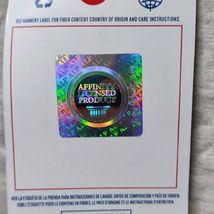 SEE GARMENT LABEL FOR FIBER CONTENT COUNTRY OF ORIGIN AND CARE INSTRUCTIONS.
AFFINITY
LICENSED
PRODUCT
VER LA ETIQUETA DE LA PRENDA PARA INSTRUCCIONES DE LAVADO, DATOS DE COMPOSICIÓN Y PAÍS DE ORIGEN.
VOIR L'ÉTIQUETTE POUR LE CONTENU EN FIBRES, LE PAYS D'ORIGINE ET LE INSTRUCTIONS D'ENTRETIEN.